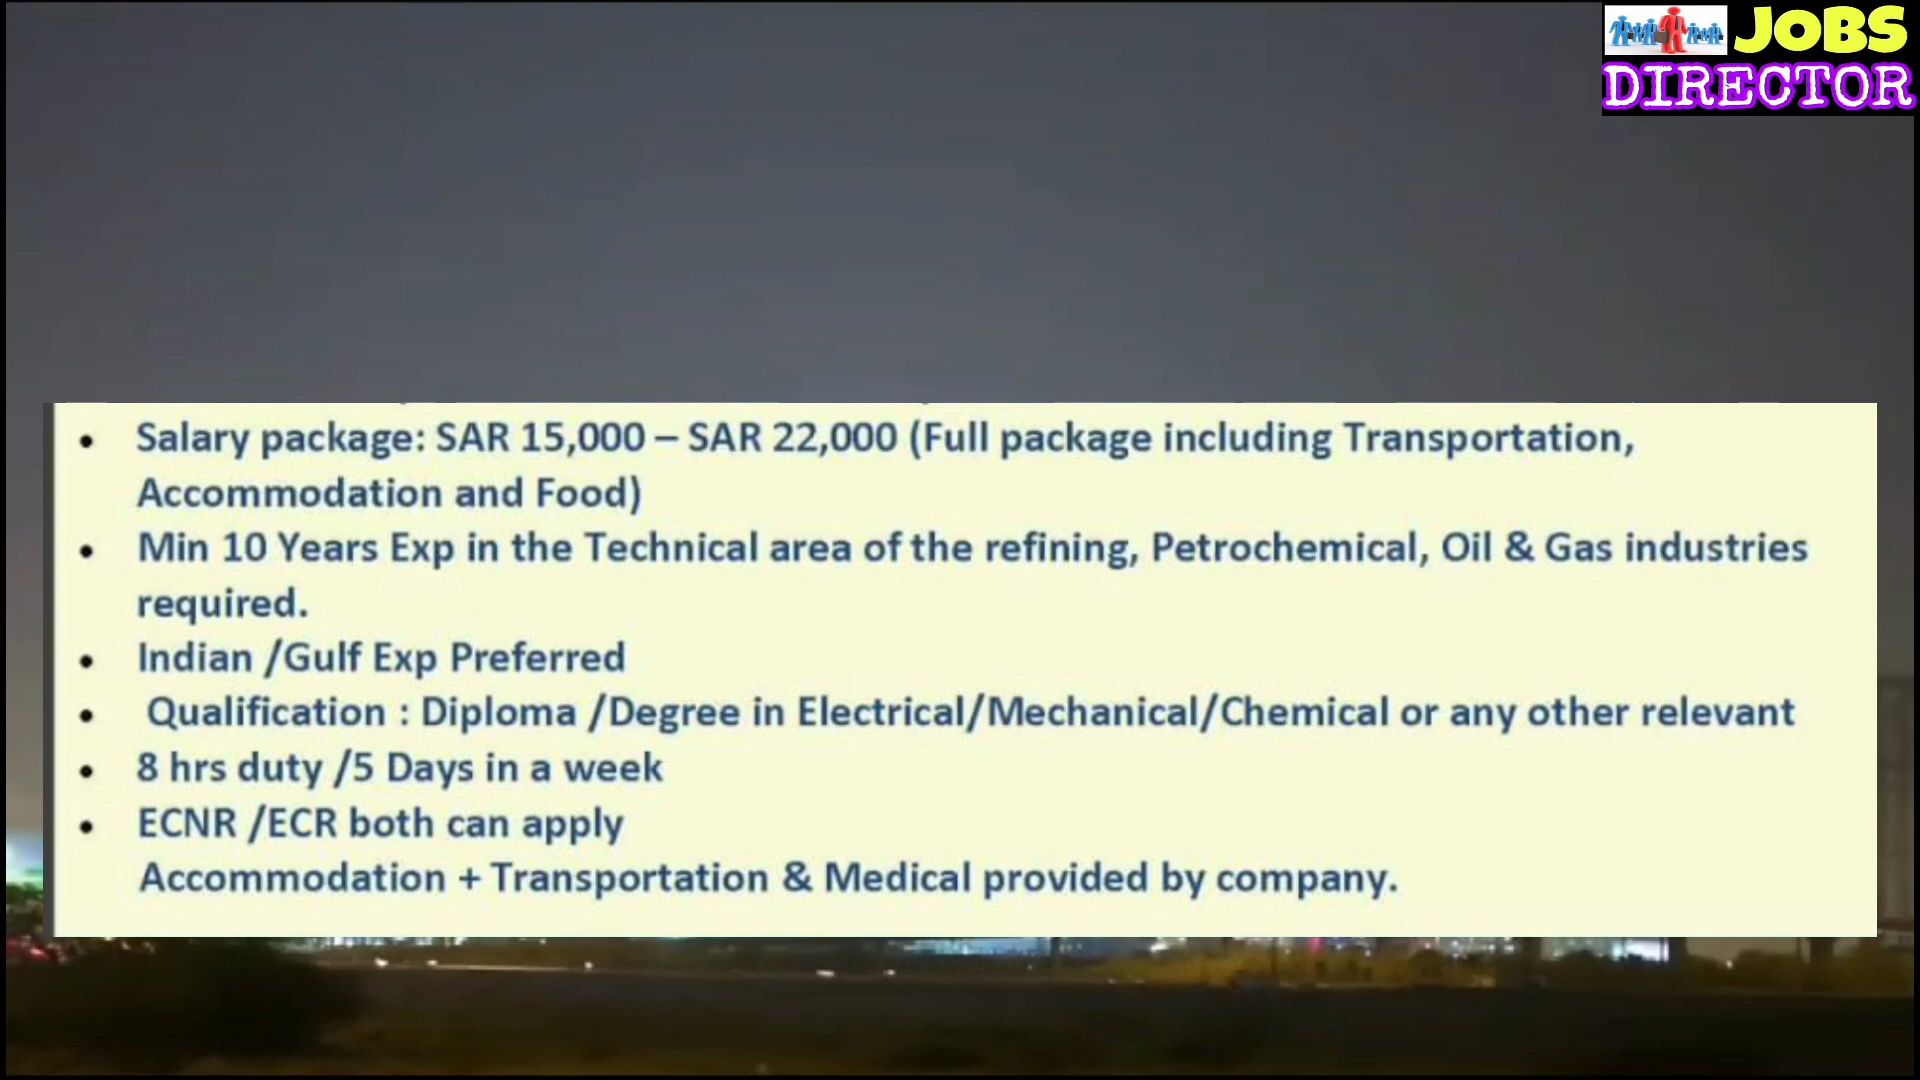 JOBS
DIRECTOR
• Salary package: SAR 15,000 – SAR 22,000 (Full package including Transportation,
Accommodation and Food)
• Min 10 Years Exp in the Technical area of the refining, Petrochemical, Oil & Gas industries
required.
• Indian /Gulf Exp Preferred
• Qualification : Diploma /Degree in Electrical/Mechanical/Chemical or any other relevant
• 8 hrs duty /5 Days in a week
• ECNR /ECR both can apply
Accommodation + Transportation & Medical provided by company.